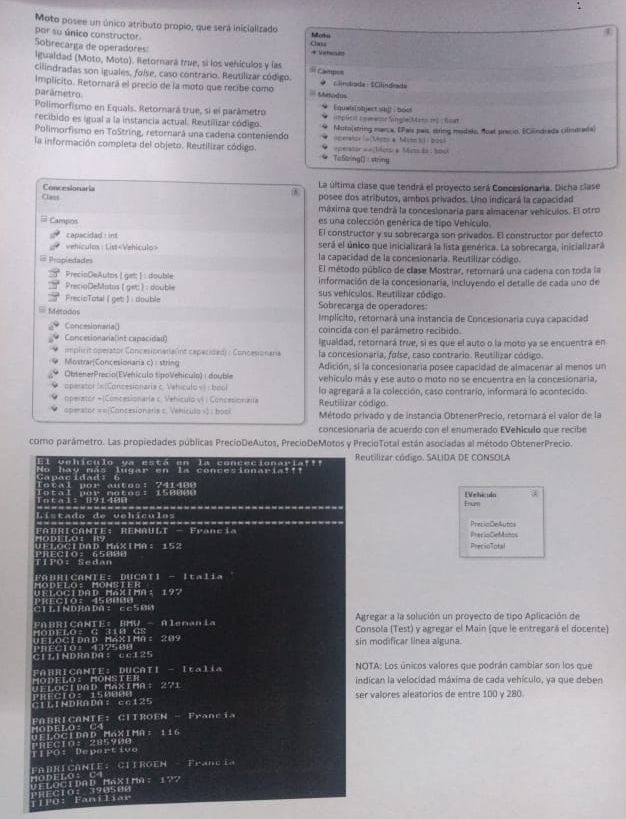 Moto posee un único atributo propio, que será inicializado
por su único constructor.
Sobrecarga de operadores:
Igualdad (Moto, Moto). Retornará true, si los vehículos y las
cilindradas son iguales, false, caso contrario. Reutilizar código.
Implícito. Retornará el precio de la moto que recibe como
parámetro.
Polimorfismo en Equals. Retornará true, si el parámetro
recibido es igual a la instancia actual. Reutilizar código.
Polimorfismo en ToString, retornará una cadena conteniendo
la información completa del objeto. Reutilizar código.
Moto
Class
Vehiculo
Campos
cilindrada : ECilindrada
Métodos
Equals(object obj) : bool
implicit operator Single(Moto m) : float
Moto(string marca, EPais pais, string modelo, float precio, ECilindrada cilindrada)
operator !=(Moto a, Moto b) : bool
operator ==(Moto a, Moto b) : bool
ToString() : string
Concesionaria
Class
Campos
capacidad : int
vehiculos : List<Vehiculo>
Propiedades
PrecioDeAutos { get; } : double
PrecioDeMotos { get; } : double
PrecioTotal { get; } : double
Métodos
Concesionaria()
Concesionaria(int capacidad)
implicit operator Concesionaria(int capacidad) : Concesionaria
Mostrar(Concesionaria c) : string
ObtenerPrecio(EVehiculo tipoVehiculo) : double
operator !=(Concesionaria c, Vehiculo v) : bool
operator +(Concesionaria c, Vehiculo v) : Concesionaria
operator ==(Concesionaria c, Vehiculo v) : bool
La última clase que tendrá el proyecto será Concesionaria. Dicha clase
posee dos atributos, ambos privados. Uno indicará la capacidad
máxima que tendrá la concesionaria para almacenar vehículos. El otro
es una colección genérica de tipo Vehiculo.
El constructor y su sobrecarga son privados. El constructor por defecto
será el único que inicializará la lista genérica. La sobrecarga, inicializará
la capacidad de la concesionaria. Reutilizar código.
El método público de clase Mostrar, retornará una cadena con toda la
información de la concesionaria, incluyendo el detalle de cada uno de
sus vehículos. Reutilizar código.
Sobrecarga de operadores:
Implícito, retornará una instancia de Concesionaria cuya capacidad
coincida con el parámetro recibido.
Igualdad, retornará true, si es que el auto o la moto ya se encuentra en
la concesionaria, false, caso contrario. Reutilizar código.
Adición, si la concesionaria posee capacidad de almacenar al menos un
vehículo más y ese auto o moto no se encuentra en la concesionaria,
lo agregará a la colección, caso contrario, informará lo acontecido.
Reutilizar código.
Método privado y de instancia ObtenerPrecio, retornará el valor de la
concesionaria de acuerdo con el enumerado EVehiculo que recibe
como parámetro. Las propiedades públicas PrecioDeAutos, PrecioDeMotos y PrecioTotal están asociadas al método ObtenerPrecio.
Reutilizar código. SALIDA DE CONSOLA
El vehiculo ya está en la concecionaria!!!
No hay más lugar en la concesionaria!!!
Capacidad: 6
Total por autos: 741400
Total por motos: 150000
Total: 891400
Listado de vehiculos
FABRICANTE: RENAULT - Francia
MODELO: R9
VELOCIDAD MÁXIMA: 152
PRECIO: 65000
TIPO: Sedan
FABRICANTE: DUCATI - Italia
MODELO: MONSTER
VELOCIDAD MÁXIMA: 197
PRECIO: 450000
CILINDRADA: cc500
FABRICANTE: BMW - Alemania
MODELO: G 310 GS
VELOCIDAD MÁXIMA: 209
PRECIO: 437500
CILINDRADA: cc125
FABRICANTE: DUCATI - Italia
MODELO: MONSTER
VELOCIDAD MÁXIMA: 271
PRECIO: 150000
CILINDRADA: cc125
FABRICANTE: CITROEN - Francia
MODELO: C4
VELOCIDAD MÁXIMA: 116
PRECIO: 285900
TIPO: Deportivo
FABRICANTE: CITROEN - Francia
MODELO: C4
VELOCIDAD MÁXIMA: 177
PRECIO: 390500
TIPO: Familiar
EVehiculo
Enum
PrecioDeAutos
PrecioDeMotos
PrecioTotal
Agregar a la solución un proyecto de tipo Aplicación de
Consola (Test) y agregar el Main (que le entregará el docente)
sin modificar línea alguna.
NOTA: Los únicos valores que podrán cambiar son los que
indican la velocidad máxima de cada vehículo, ya que deben
ser valores aleatorios de entre 100 y 280.